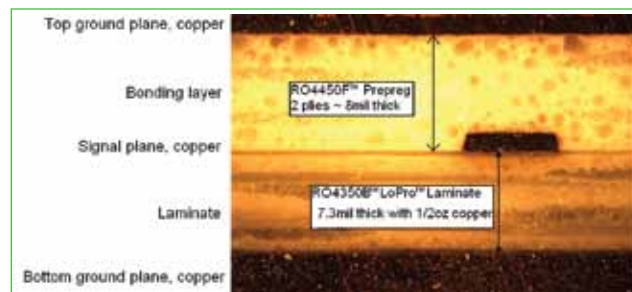 Top ground plane, copper
Bonding layer
RO4450F™ Prepreg
2 plies ~ 8mil thick
Signal plane, copper
RO4350B™ LoPro™ Laminate
7.3mil thick with 1/2oz copper
Laminate
Bottom ground plane, copper